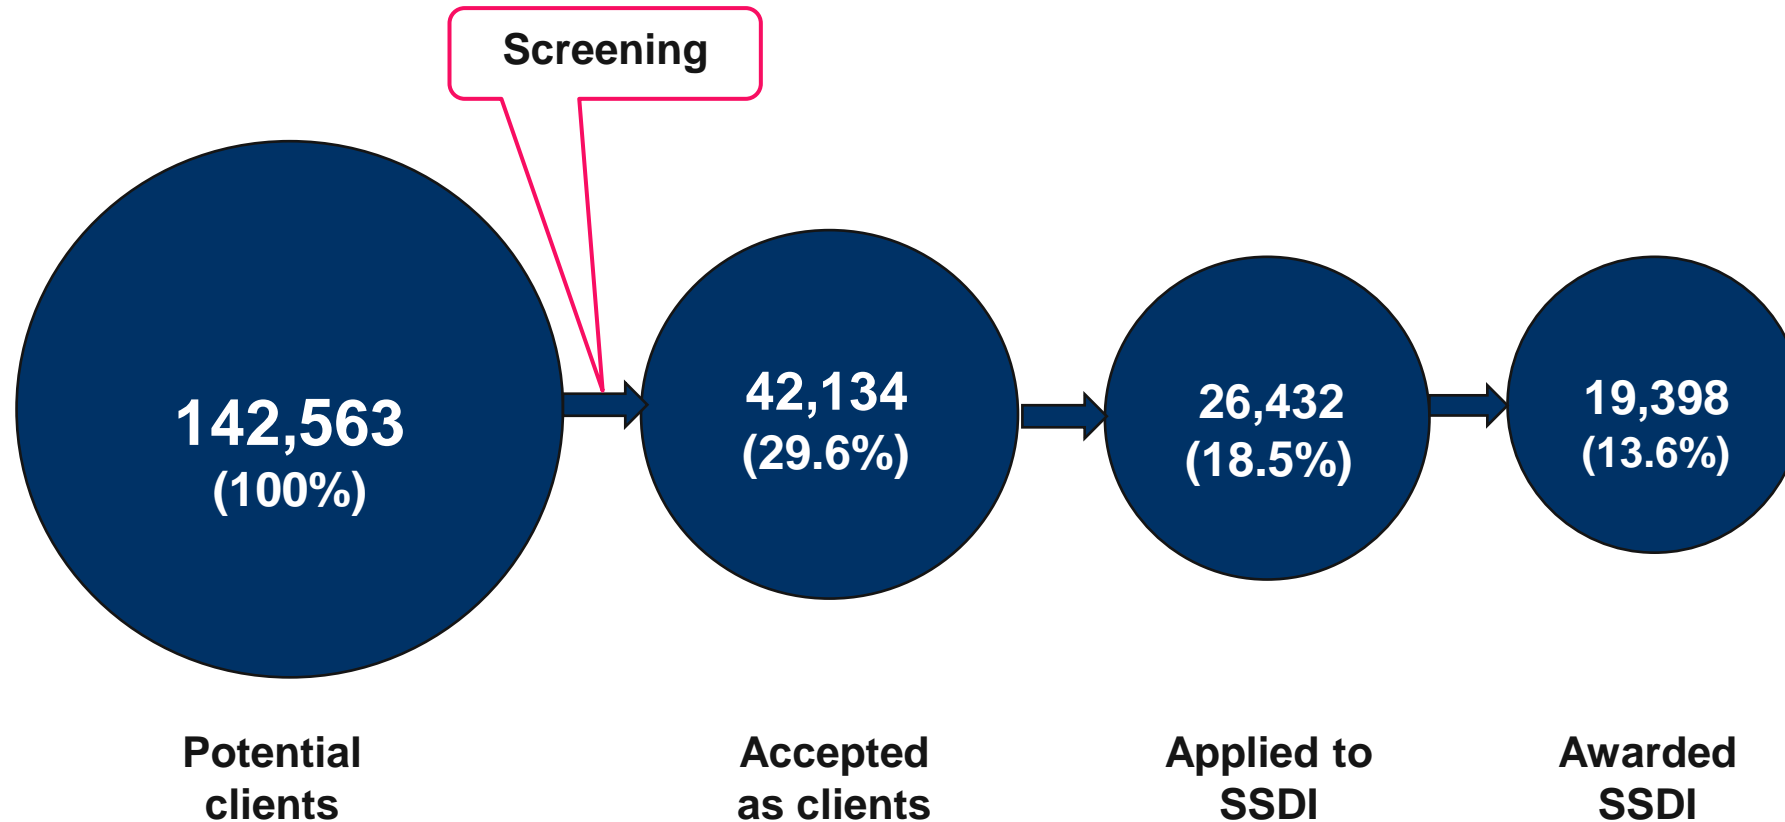 Screening
142,563
(100%)
42,134
(29.6%)
26,432
(18.5%)
19,398
(13.6%)
Potential
clients
Accepted
as clients
Applied to
SSDI
Awarded
SSDI